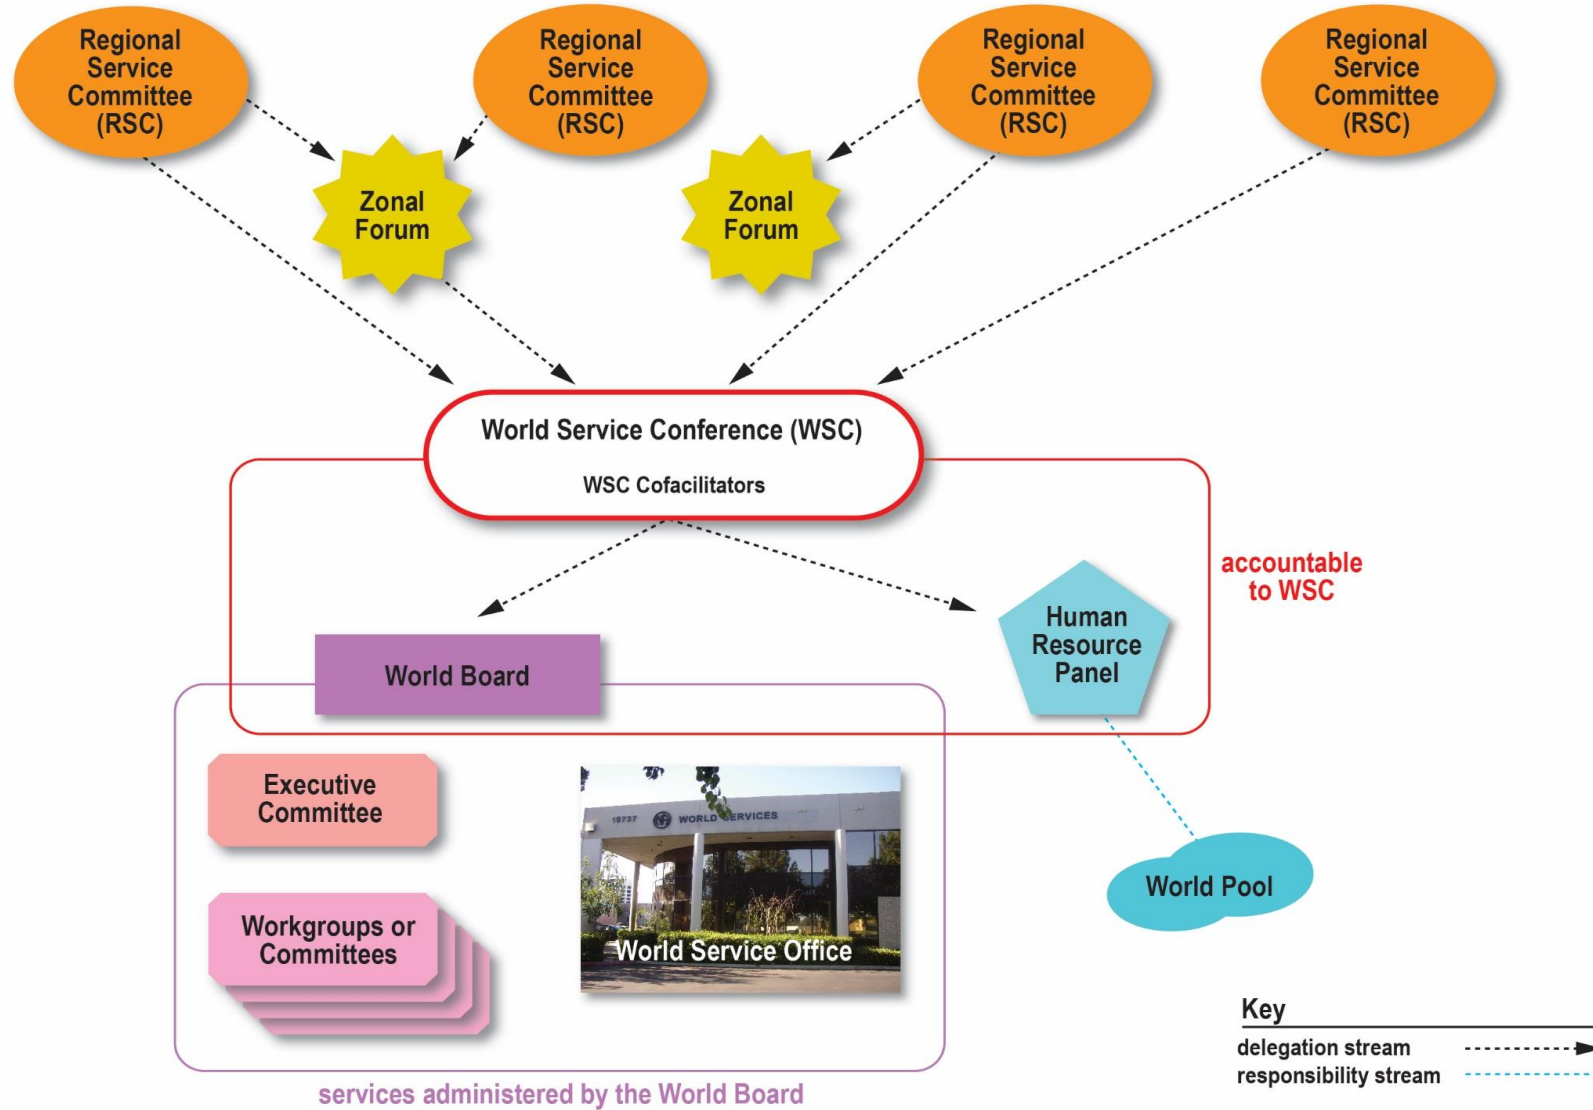 Regional
Service
Committee
(RSC)
Regional
Service
Committee
(RSC)
Regional
Service
Committee
(RSC)
Regional
Service
Committee
(RSC)
Zonal
Forum
Zonal
Forum
World Service Conference (WSC)
WSC Cofacilitators
accountable
to WSC
Human
Resource
Panel
World Board
Executive
Committee
19737 NA WORLD SERVICES
World Service Office
World Pool
Workgroups or
Committees
Key
delegation stream
responsibility stream
services administered by the World Board